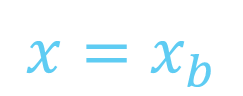 x = x_b